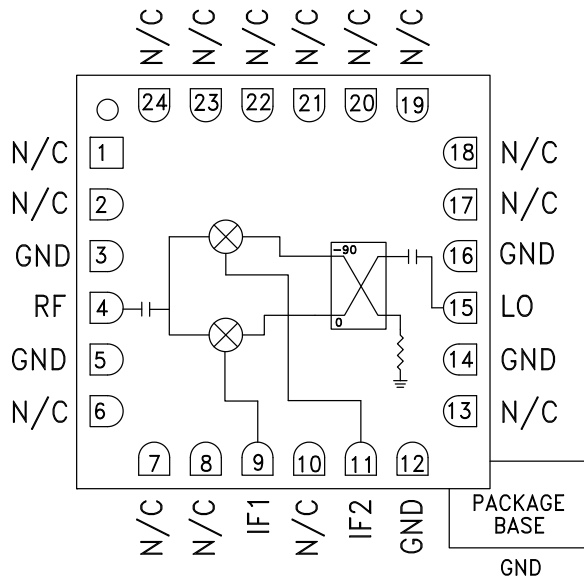 N/C N/C N/C N/C N/C N/C
24 23 22 21 20 19
N/C 1
18 N/C
N/C 2
17 N/C
GND 3
16 GND
-90
RF 4
15 LO
0
GND 5
14 GND
N/C 6
13 N/C
7 8 9 10 11 12
N/C N/C IF1 N/C IF2 GND
PACKAGE
BASE
GND